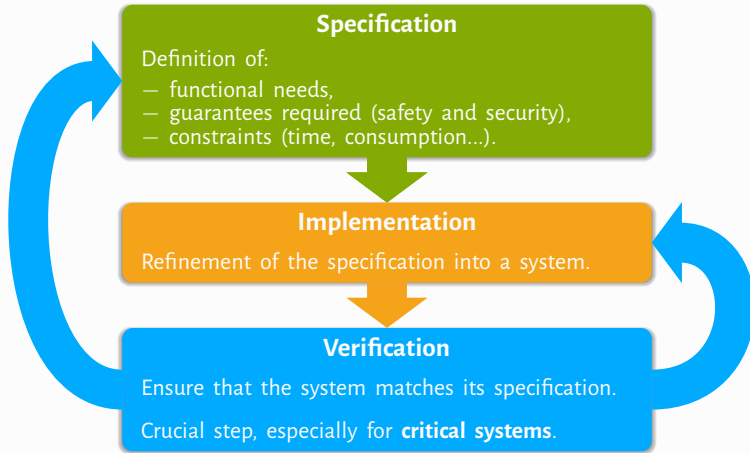 Specification
Definition of:
— functional needs,
— guarantees required (safety and security),
— constraints (time, consumption...).
Implementation
Refinement of the specification into a system.
Verification
Ensure that the system matches its specification.
Crucial step, especially for critical systems.